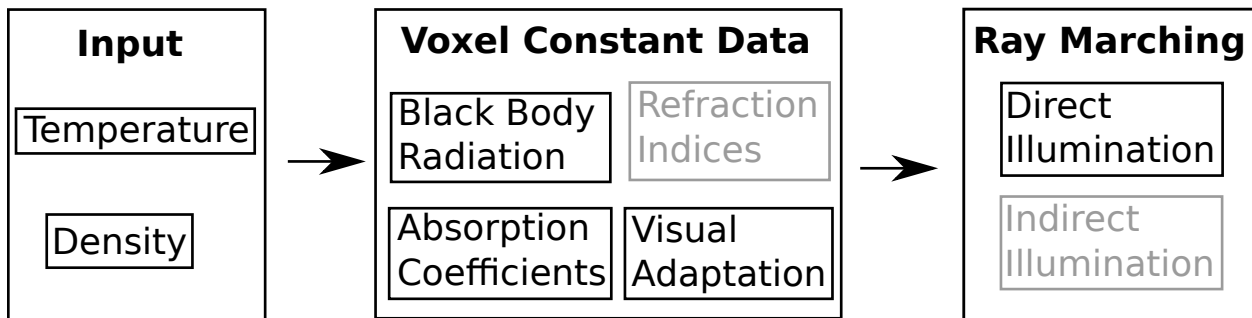 Input
Temperature
Density
Voxel Constant Data
Black Body
Radiation
Refraction
Indices
Absorption
Coefficients
Visual
Adaptation
Ray Marching
Direct
Illumination
Indirect
Illumination